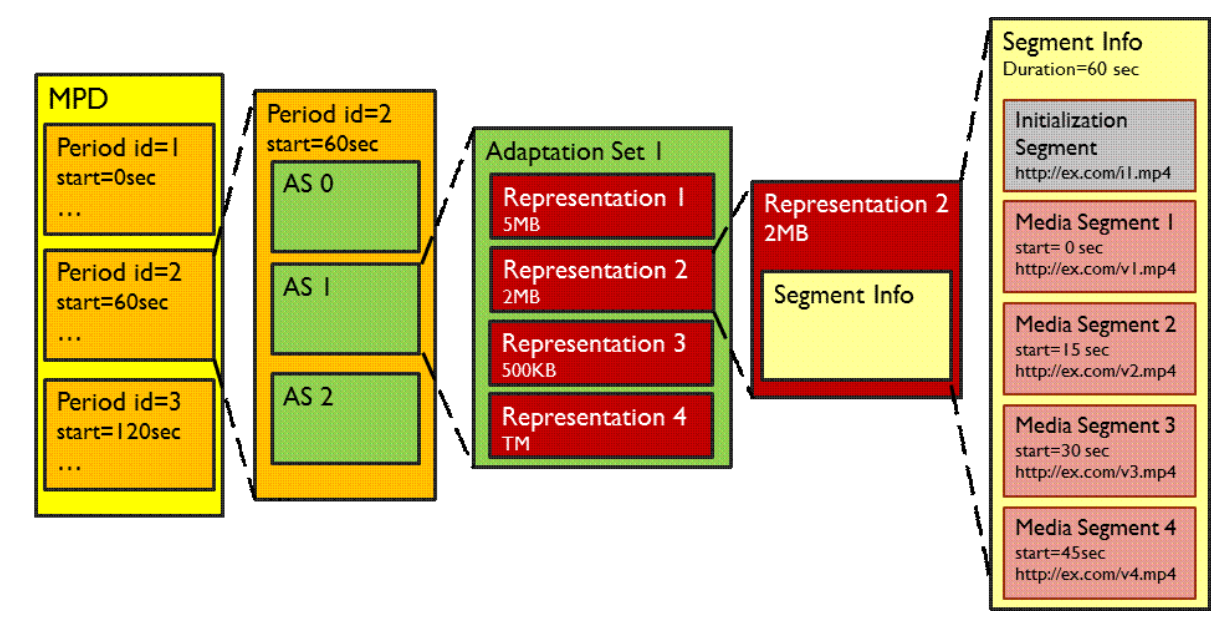 MPD
Period id=1
start=0sec
...
Period id=2
start=60sec
...
Period id=3
start=120sec
...
Period id=2
start=60sec
AS 0
AS 1
AS 2
Adaptation Set 1
Representation 1
5MB
Representation 2
2MB
Representation 3
500KB
Representation 4
TM
Representation 2
2MB
Segment Info
Segment Info
Duration=60 sec
Initialization
Segment
http://ex.com/i1.mp4
Media Segment 1
start= 0 sec
http://ex.com/v1.mp4
Media Segment 2
start=15 sec
http://ex.com/v2.mp4
Media Segment 3
start=30 sec
http://ex.com/v3.mp4
Media Segment 4
start=45sec
http://ex.com/v4.mp4